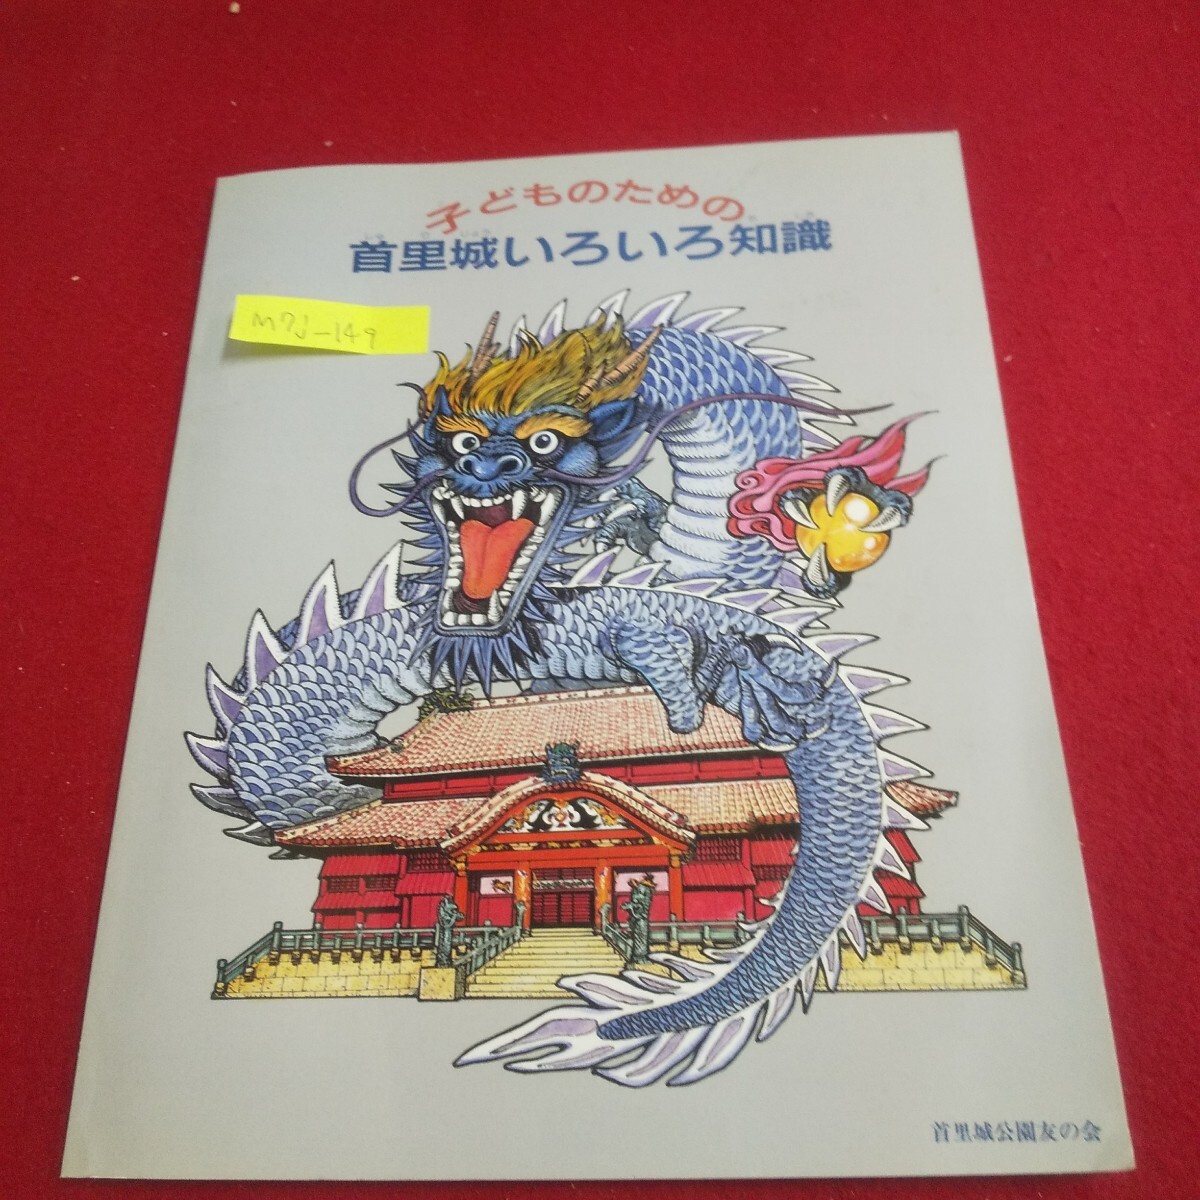 子どものための
首里城いろいろ知識
M7J-149
首里城公園友の会